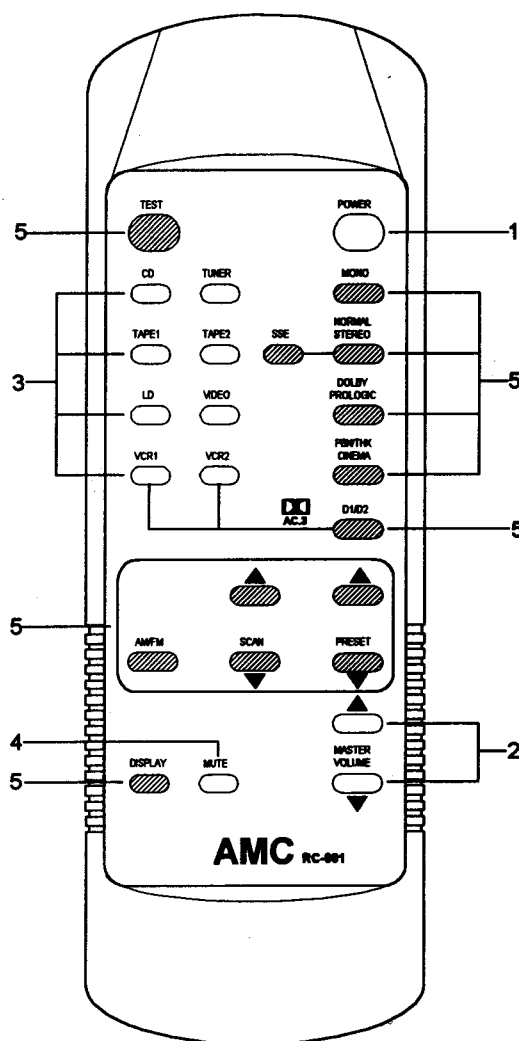 TEST POWER
5 1
CD TUNER MONO
TAPE1 TAPE2 SSE NORMAL STEREO
3 5
LD VIDEO DOLBY PROLOGIC
VCR1 VCR2 PBN/THX CINEMA
AC.3 D1/D2
5
5
AM/FM SCAN PRESET
4 2
DISPLAY MUTE MASTER VOLUME
5
AMC